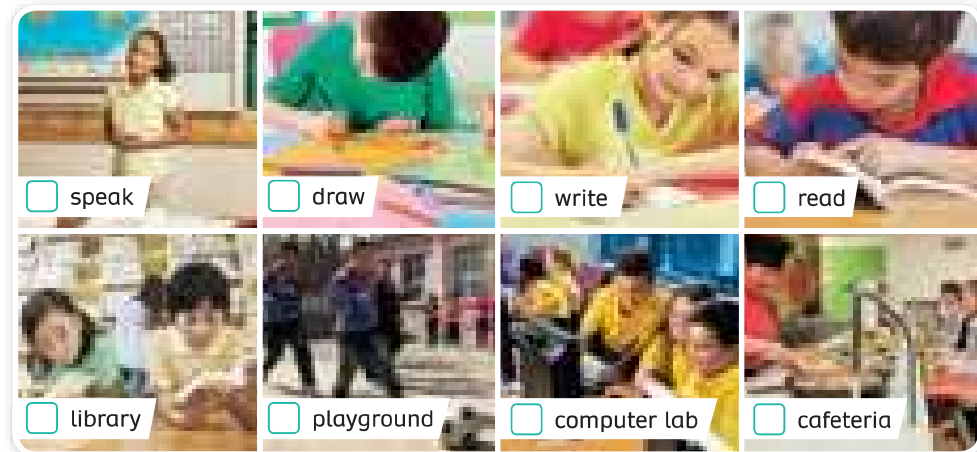 speak
draw
write
read
library
playground
computer lab
cafeteria